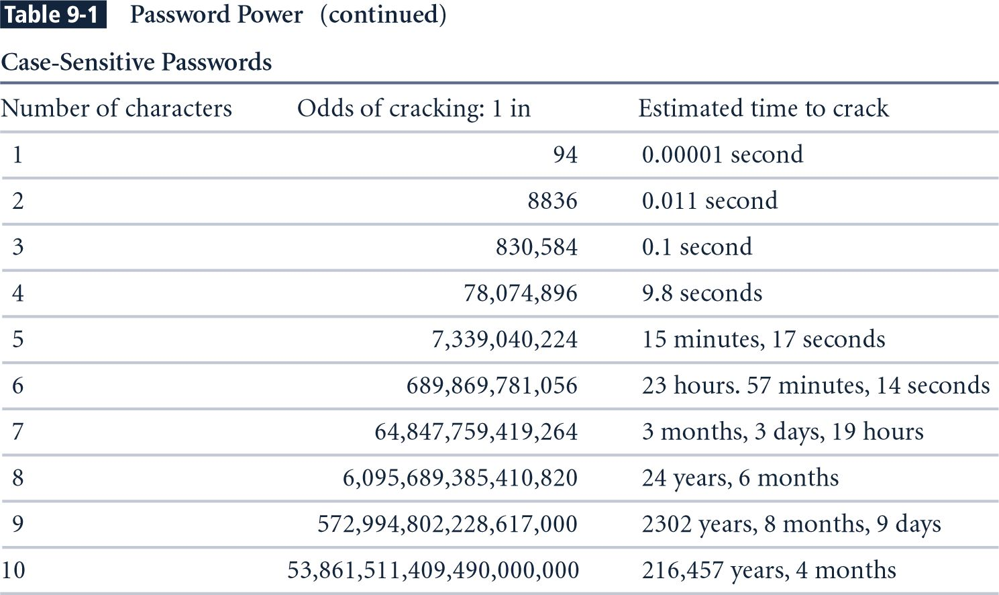 Table 9-1 Password Power (continued)
Case-Sensitive Passwords
Number of characters Odds of cracking: 1 in Estimated time to crack
1 94 0.00001 second
2 8836 0.011 second
3 830,584 0.1 second
4 78,074,896 9.8 seconds
5 7,339,040,224 15 minutes, 17 seconds
6 689,869,781,056 23 hours. 57 minutes, 14 seconds
7 64,847,759,419,264 3 months, 3 days, 19 hours
8 6,095,689,385,410,820 24 years, 6 months
9 572,994,802,228,617,000 2302 years, 8 months, 9 days
10 53,861,511,409,490,000,000 216,457 years, 4 months